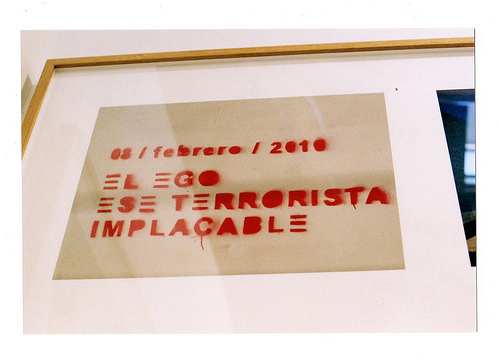 08 / febrero / 2010
EL EGO
ESE TERRORISTA
IMPLACABLE